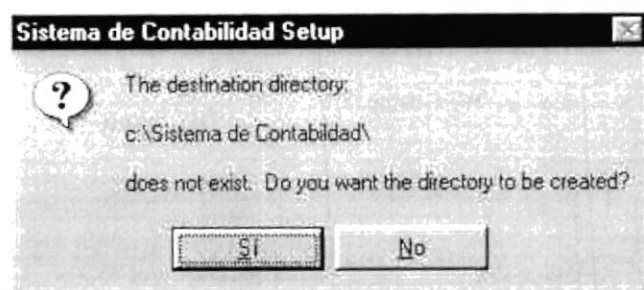 Sistema de Contabilidad Setup
The destination directory:
c:\Sistema de Contabildad\
does not exist. Do you want the directory to be created?
Sí
No